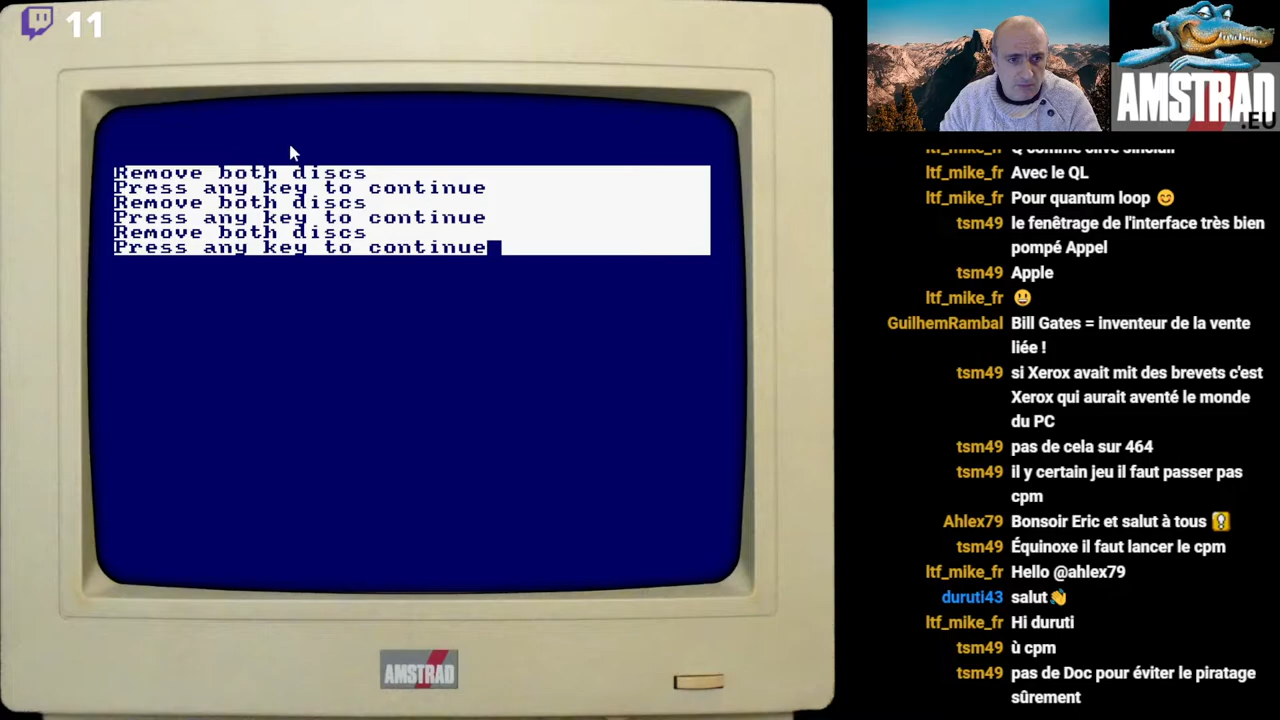 11
Remove both discs
Press any key to continue
Remove both discs
Press any key to continue
Remove both discs
Press any key to continue
AMSTRAD
AMSTRAD
.EU
ltf_mike_fr Q comme clive sinclair
ltf_mike_fr Avec le QL
ltf_mike_fr Pour quantum loop 😊
tsm49 le fenêtrage de l'interface très bien
pompé Appel
tsm49 Apple
ltf_mike_fr 😃
GuilhemRambal Bill Gates = inventeur de la vente
liée !
tsm49 si Xerox avait mit des brevets c'est
Xerox qui aurait aventé le monde
du PC
tsm49 pas de cela sur 464
tsm49 il y certain jeu il faut passer pas
cpm
Ahlex79 Bonsoir Eric et salut à tous
tsm49 Équinoxe il faut lancer le cpm
ltf_mike_fr Hello @ahlex79
duruti43 salut👋
ltf_mike_fr Hi duruti
tsm49 ù cpm
tsm49 pas de Doc pour éviter le piratage
sûrement